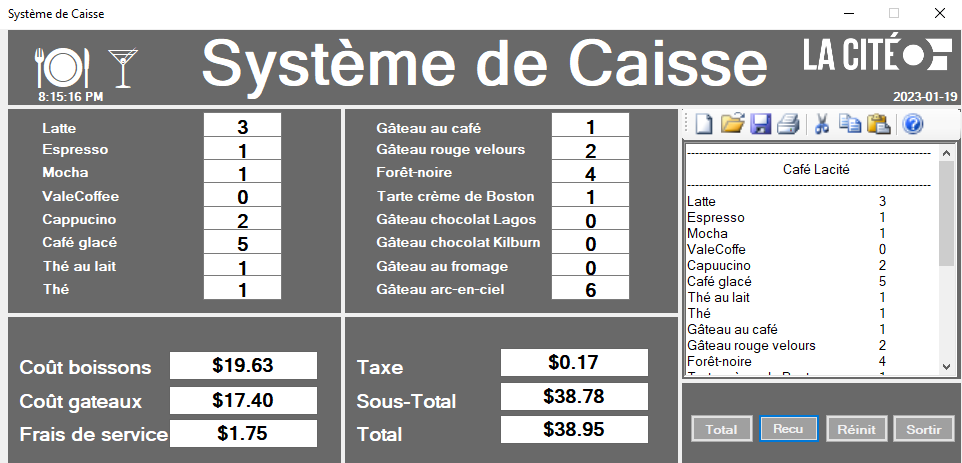 Système de Caisse
Système de Caisse
LA CITÉ
8:15:16 PM
2023-01-19
Latte 3
Espresso 1
Mocha 1
ValeCoffee 0
Cappucino 2
Café glacé 5
Thé au lait 1
Thé 1
Gâteau au café 1
Gâteau rouge velours 2
Forêt-noire 4
Tarte crème de Boston 1
Gâteau chocolat Lagos 0
Gâteau chocolat Kilburn 0
Gâteau au fromage 0
Gâteau arc-en-ciel 6
Café Lacité
Latte 3
Espresso 1
Mocha 1
ValeCoffe 0
Capuucino 2
Café glacé 5
Thé au lait 1
Thé 1
Gâteau au café 1
Gâteau rouge velours 2
Forêt-noire 4
Coût boissons $19.63
Coût gateaux $17.40
Frais de service $1.75
Taxe $0.17
Sous-Total $38.78
Total $38.95
Total Recu Réinit Sortir